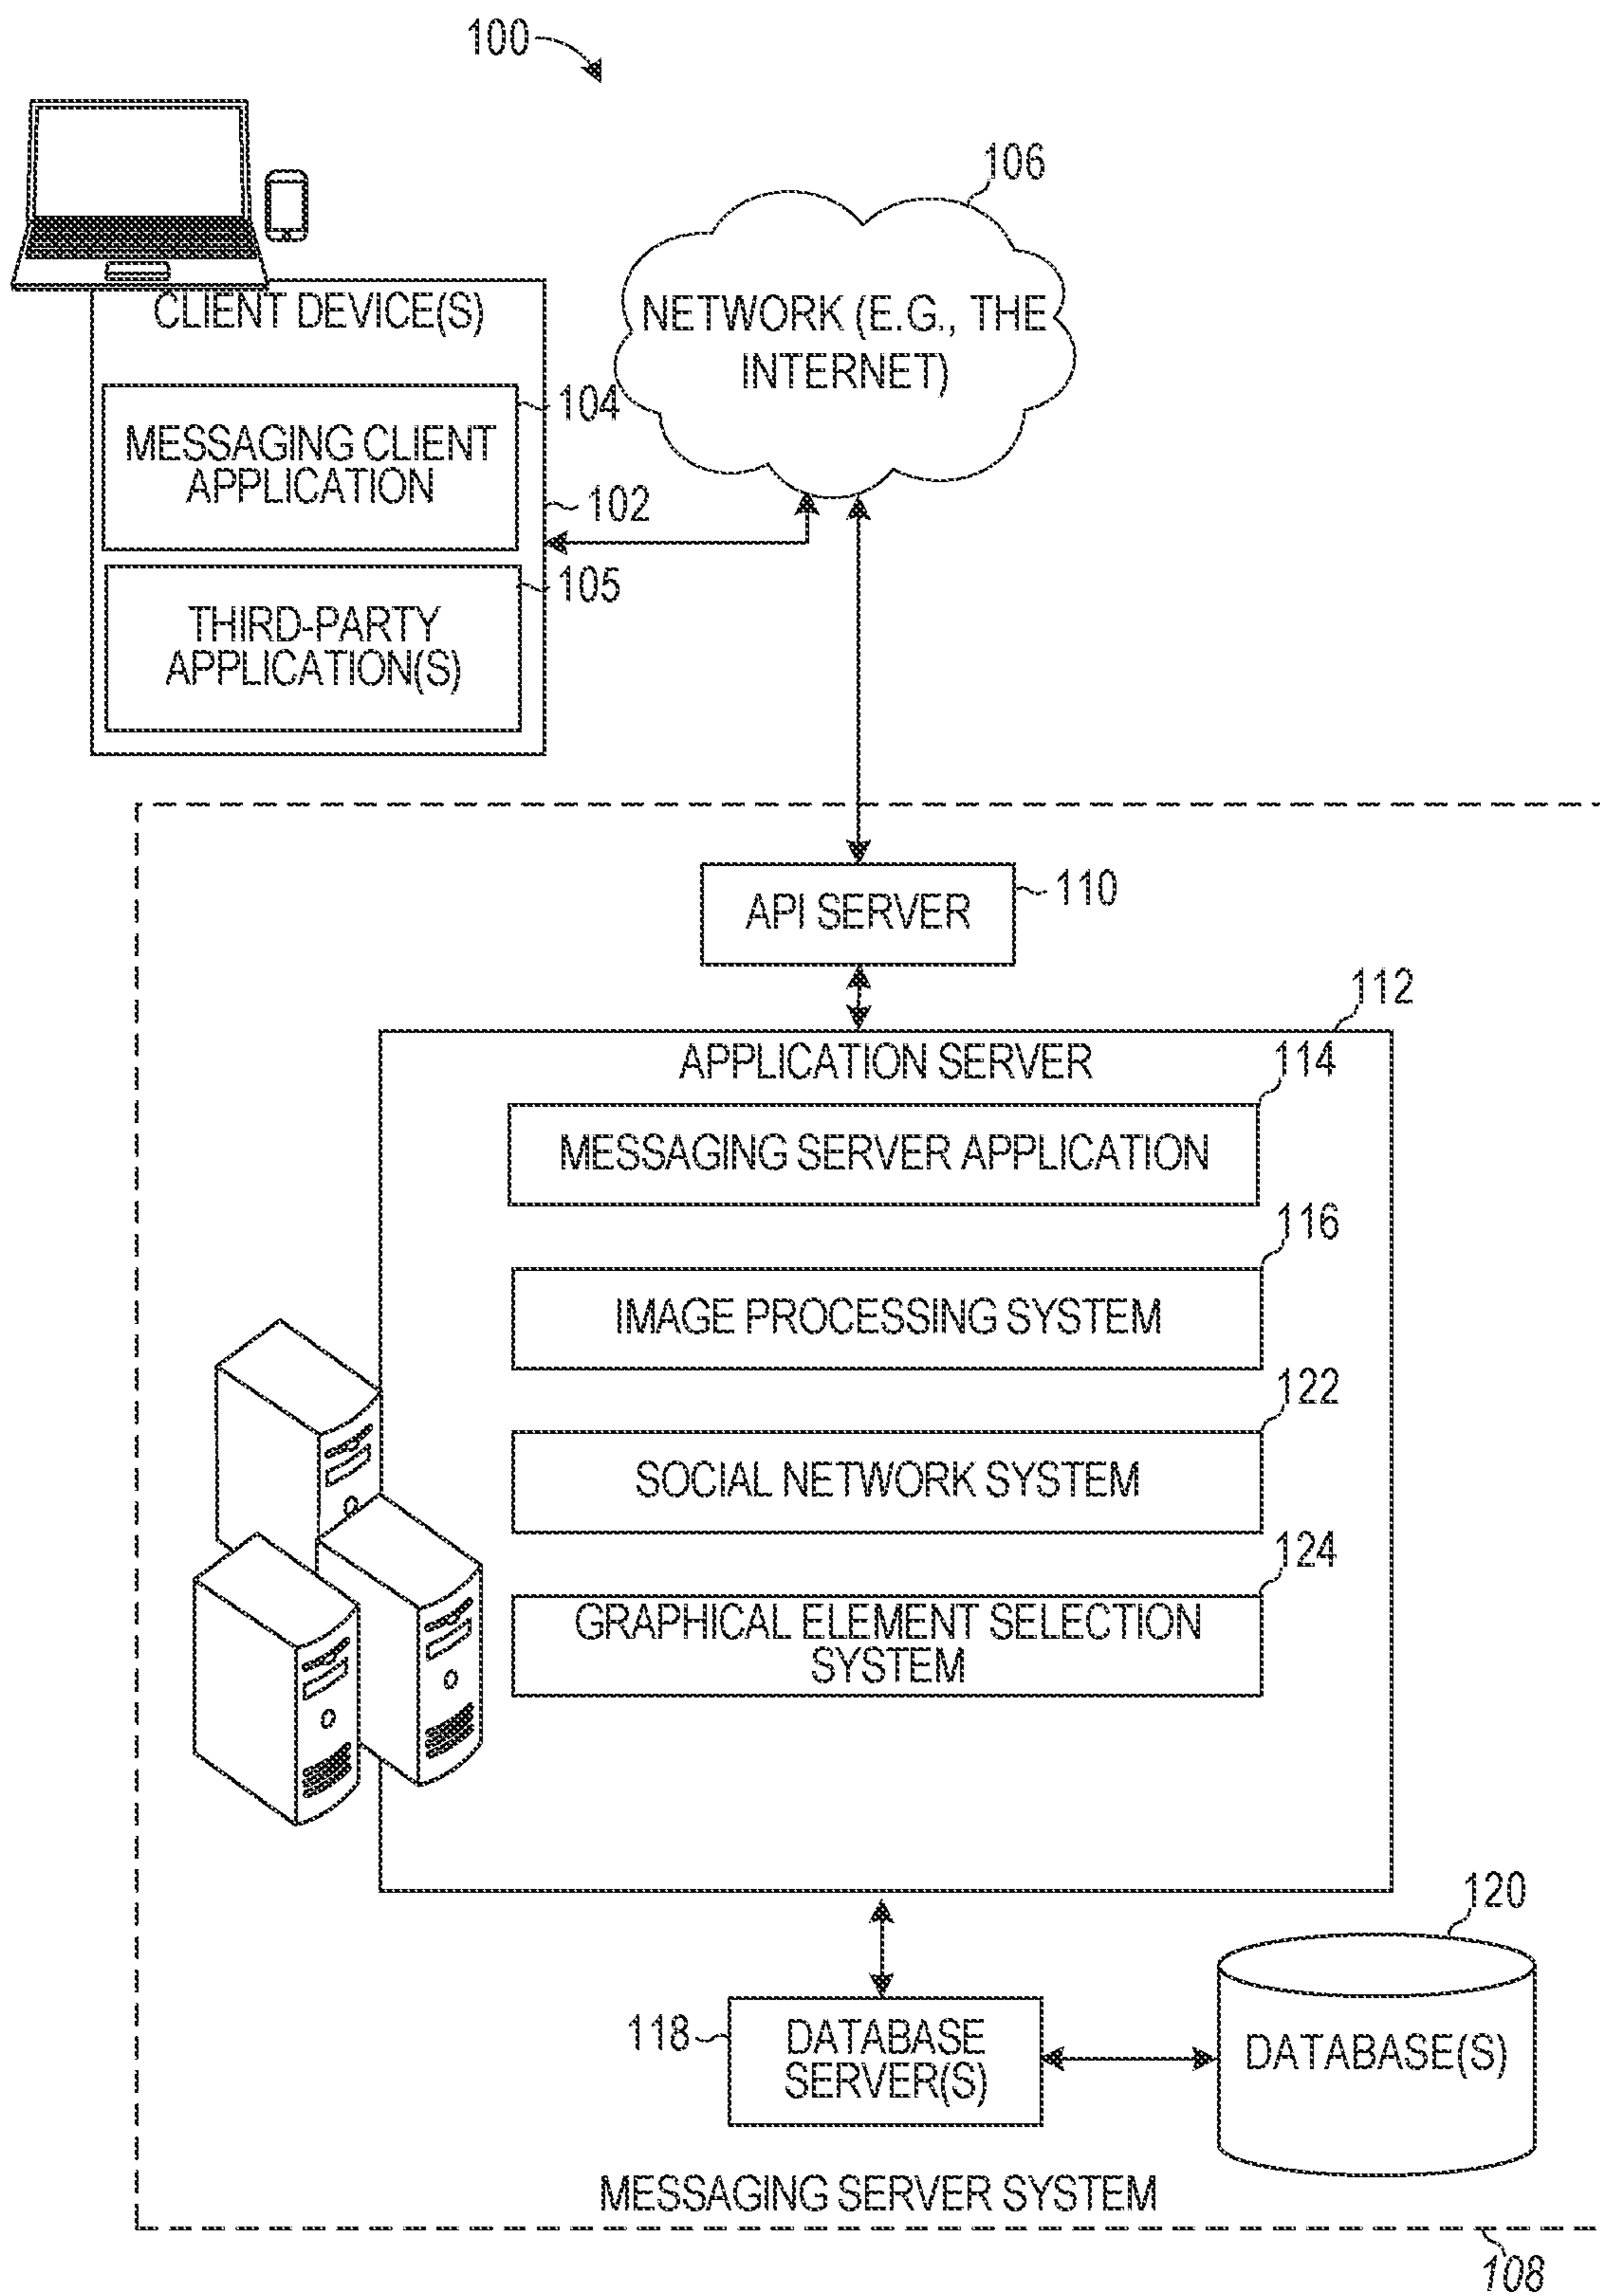 100
106
CLIENT DEVICE(S)
NETWORK (E.G., THE
INTERNET)
104
MESSAGING CLIENT
APPLICATION
102
105
THIRD-PARTY
APPLICATION(S)
110
API SERVER
112
APPLICATION SERVER
114
MESSAGING SERVER APPLICATION
116
IMAGE PROCESSING SYSTEM
122
SOCIAL NETWORK SYSTEM
124
GRAPHICAL ELEMENT SELECTION
SYSTEM
120
118
DATABASE
SERVER(S)
DATABASE(S)
MESSAGING SERVER SYSTEM
108